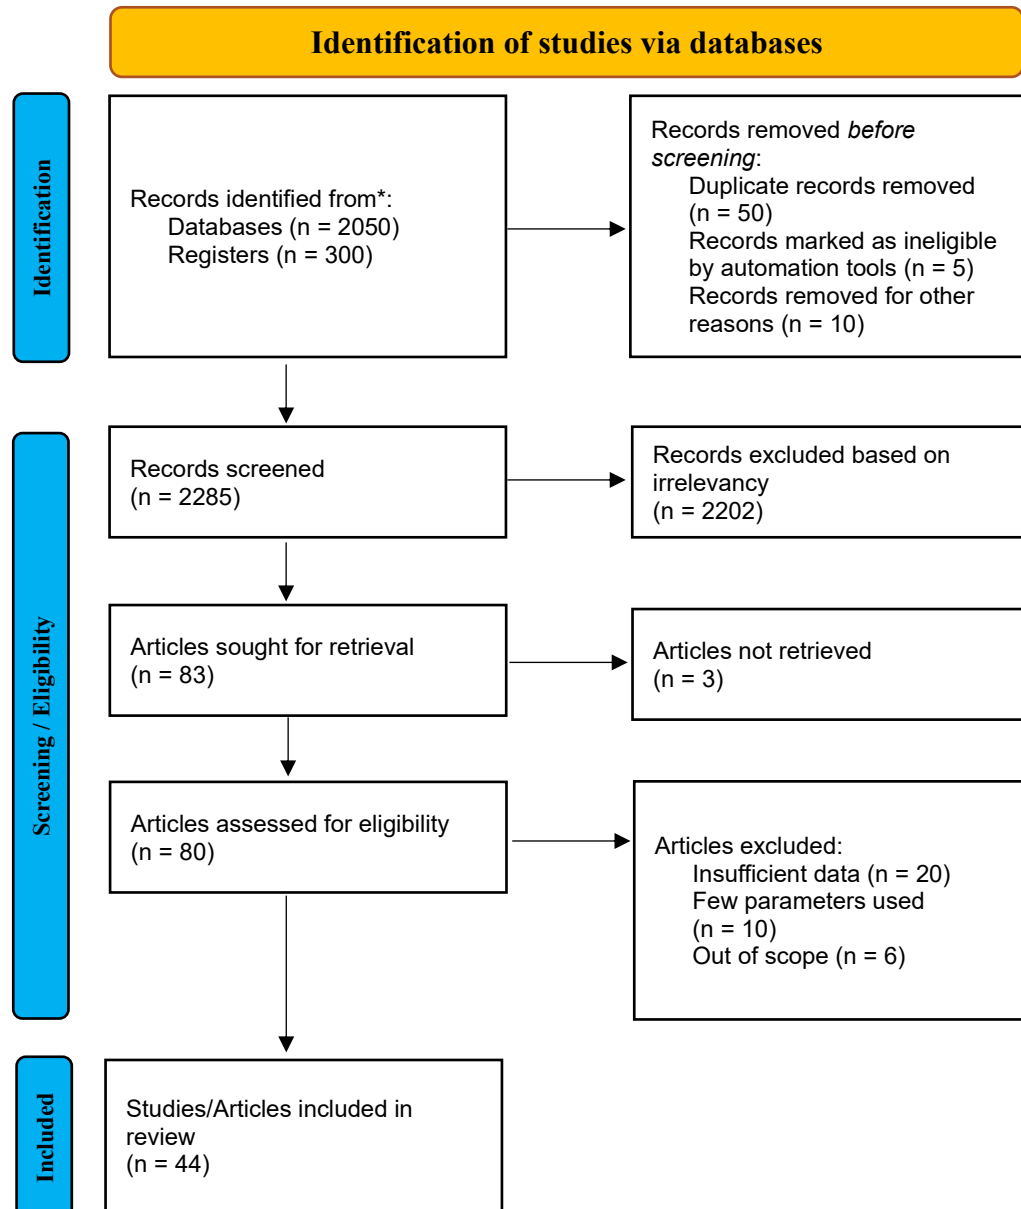 Identification of studies via databases
Identification
Records identified from*:
Databases (n = 2050)
Registers (n = 300)
Records removed before
screening:
Duplicate records removed
(n = 50)
Records marked as ineligible
by automation tools (n = 5)
Records removed for other
reasons (n = 10)
Screening / Eligibility
Records screened
(n = 2285)
Records excluded based on
irrelevancy
(n = 2202)
Articles sought for retrieval
(n = 83)
Articles not retrieved
(n = 3)
Articles assessed for eligibility
(n = 80)
Articles excluded:
Insufficient data (n = 20)
Few parameters used
(n = 10)
Out of scope (n = 6)
Included
Studies/Articles included in
review
(n = 44)